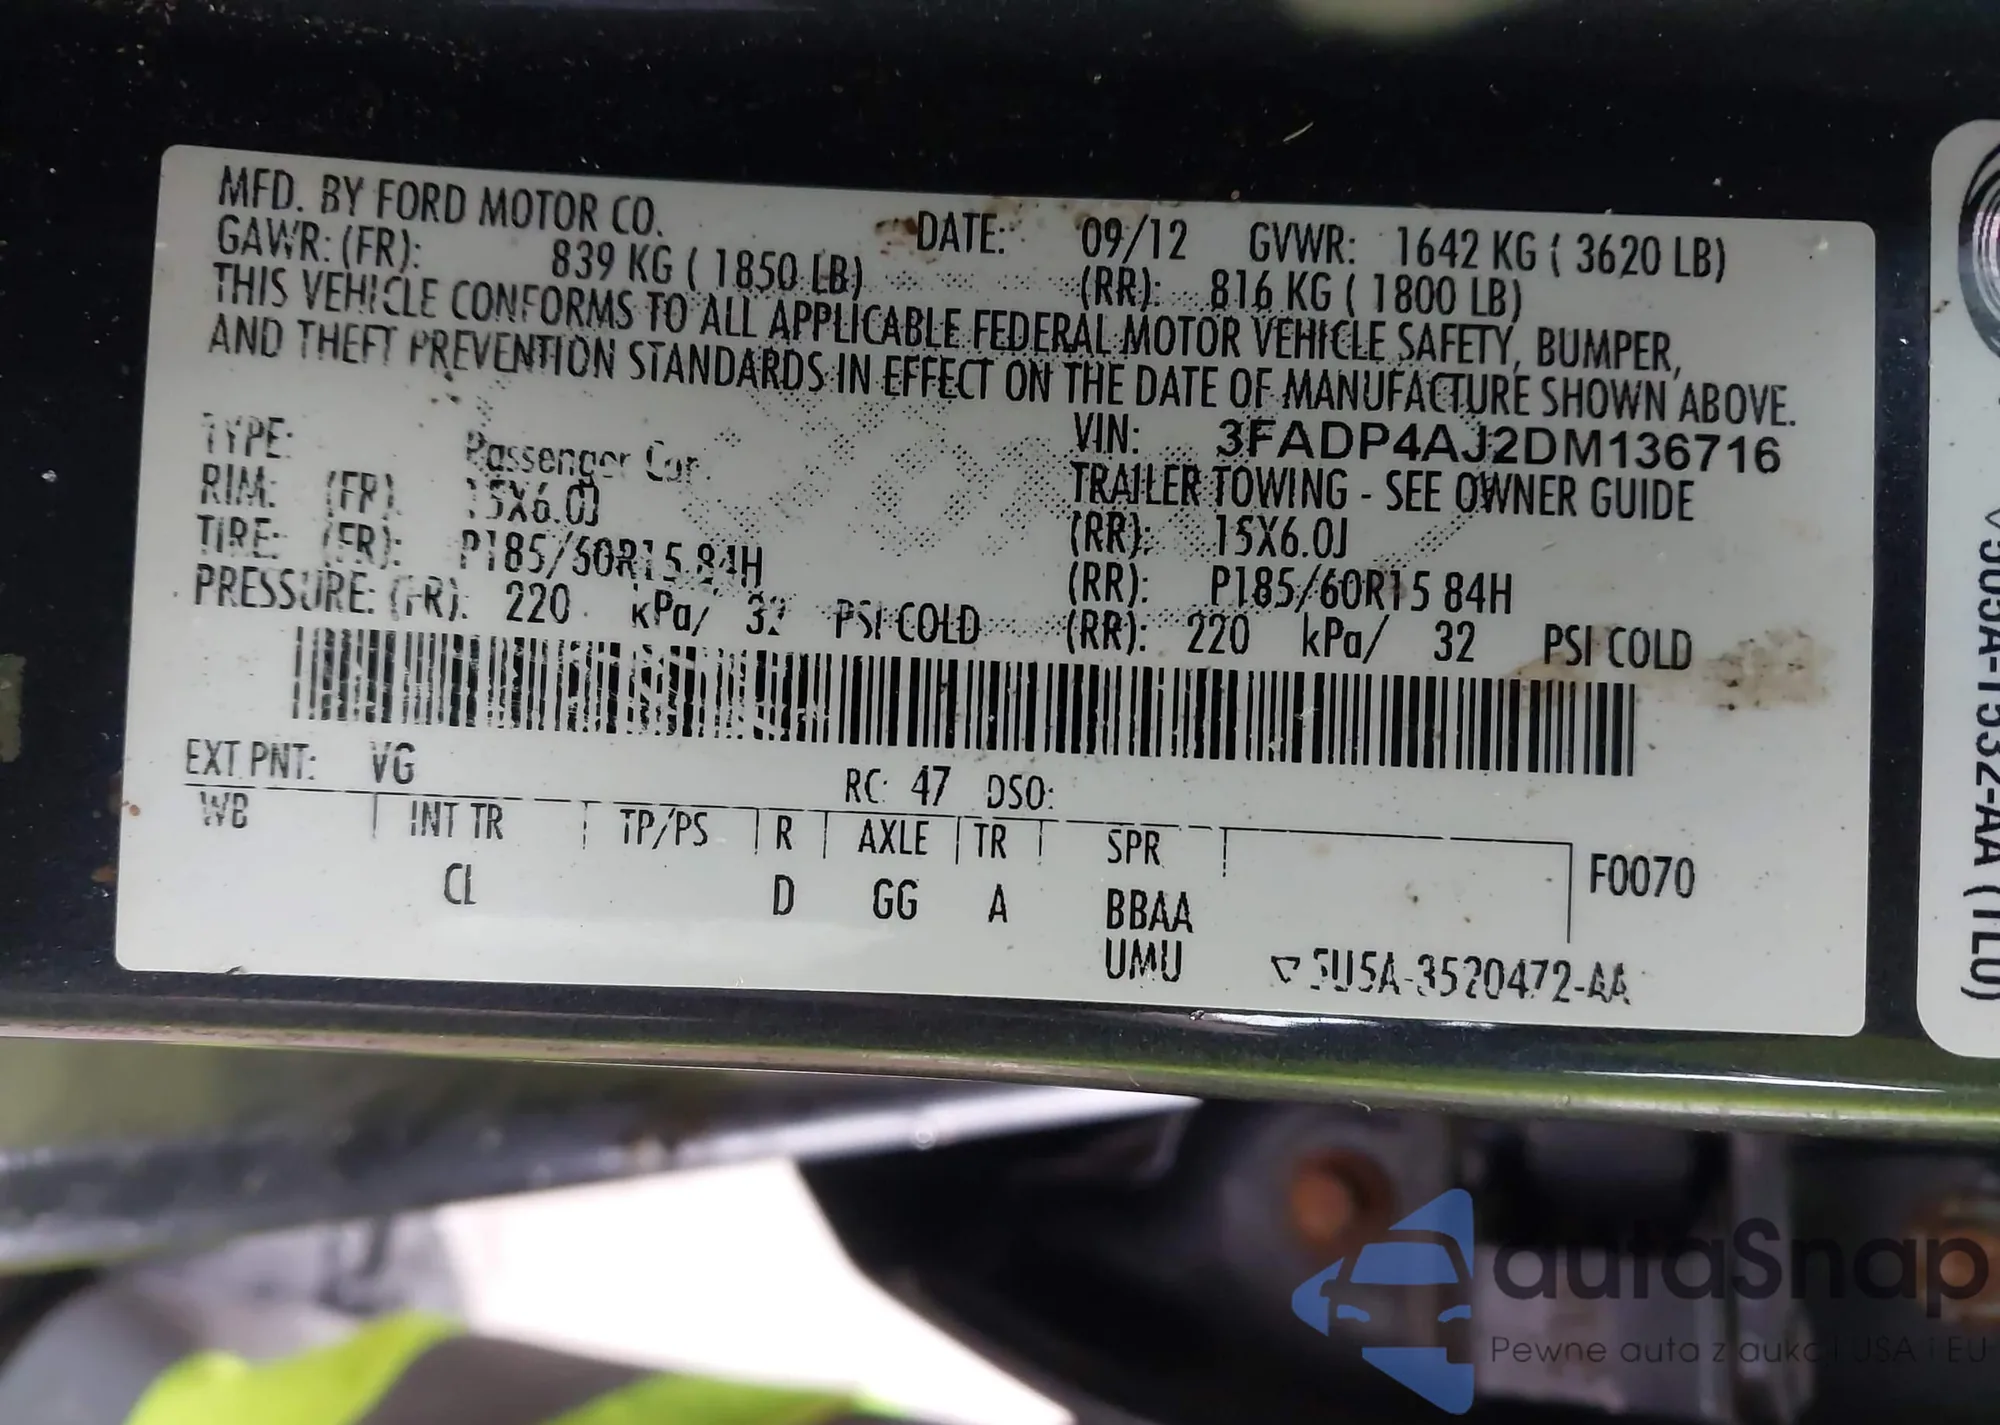 MFD. BY FORD MOTOR CO. DATE: 09/12 GVWR: 1642 KG ( 3620 LB)
GAWR: (FR): 839 KG ( 1850 LB) (RR): 816 KG ( 1800 LB)
THIS VEHICLE CONFORMS TO ALL APPLICABLE FEDERAL MOTOR VEHICLE SAFETY, BUMPER,
AND THEFT PREVENTION STANDARDS IN EFFECT ON THE DATE OF MANUFACTURE SHOWN ABOVE.
TYPE: Passenger Car VIN: 3FADP4AJ2DM136716
TRAILER TOWING - SEE OWNER GUIDE
RIM: (FR): 15X6.0J (RR): 15X6.0J
TIRE: (FR): P185/60R15 84H (RR): P185/60R15 84H
PRESSURE: (FR): 220 kPa/ 32 PSI COLD (RR): 220 kPa/ 32 PSI COLD
EXT PNT: VG RC: 47 DSO:
WB INT TR TP/PS R AXLE TR SPR F0070
CL D GG A BBAA
UMU 5U5A-3520472-AA
autaSnap
Pewne auta z aukcji USA i EU